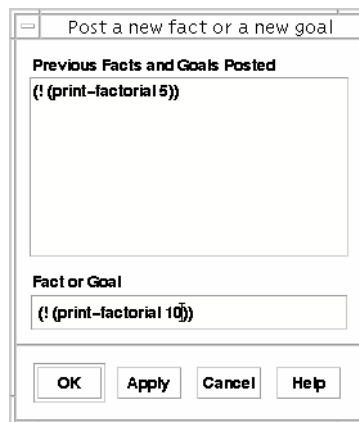 Post a new fact or a new goal
Previous Facts and Goals Posted
(! (print-factorial 5))
Fact or Goal
(! (print-factorial 10))
OK Apply Cancel Help